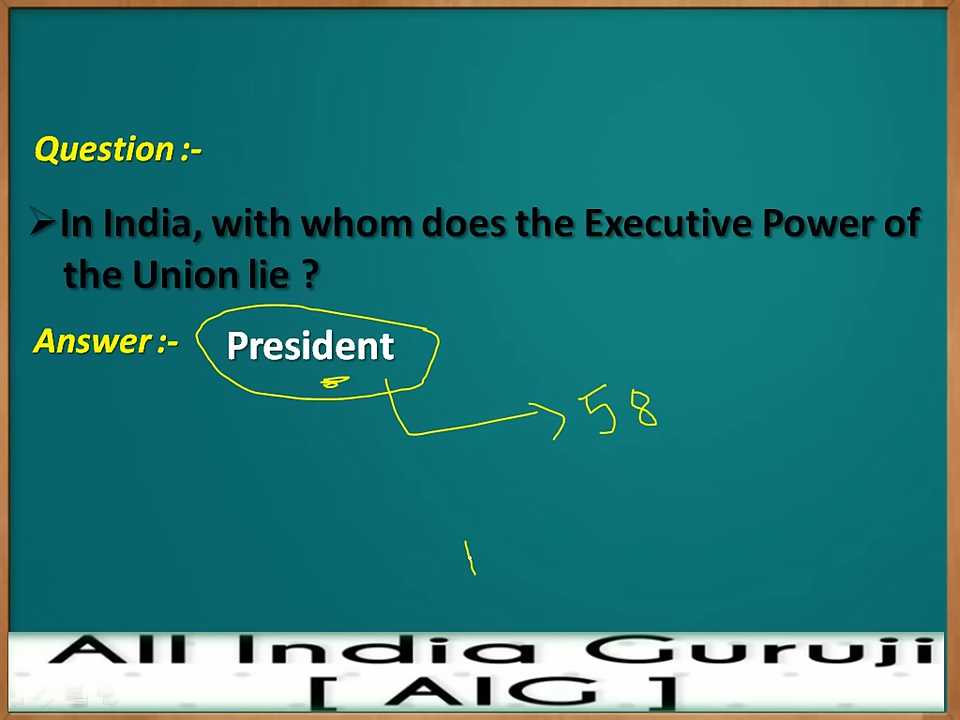 Question :-
In India, with whom does the Executive Power of
the Union lie ?
Answer :- President
58
All India Guruji
[ AIG ]